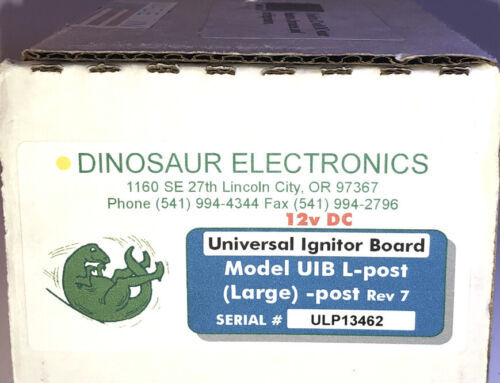 DINOSAUR ELECTRONICS
1160 SE 27th Lincoln City, OR 97367
Phone (541) 994-4344 Fax (541) 994-2796
12v DC
Universal Ignitor Board
Model UIB L-post
(Large) -post Rev 7
SERIAL # ULP13462